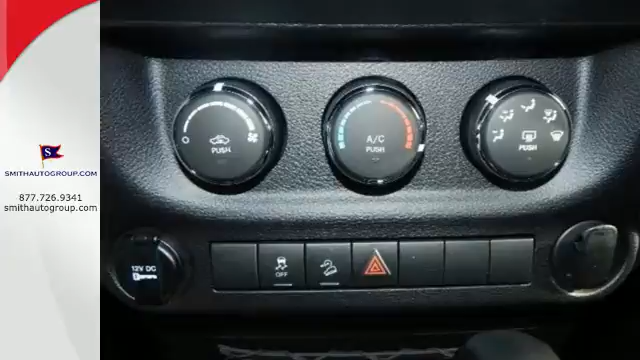 SMITHAUTOGROUP.COM
877.726.9341
smithautogroup.com
PUSH
A/C
PUSH
PUSH
12V DC
OFF